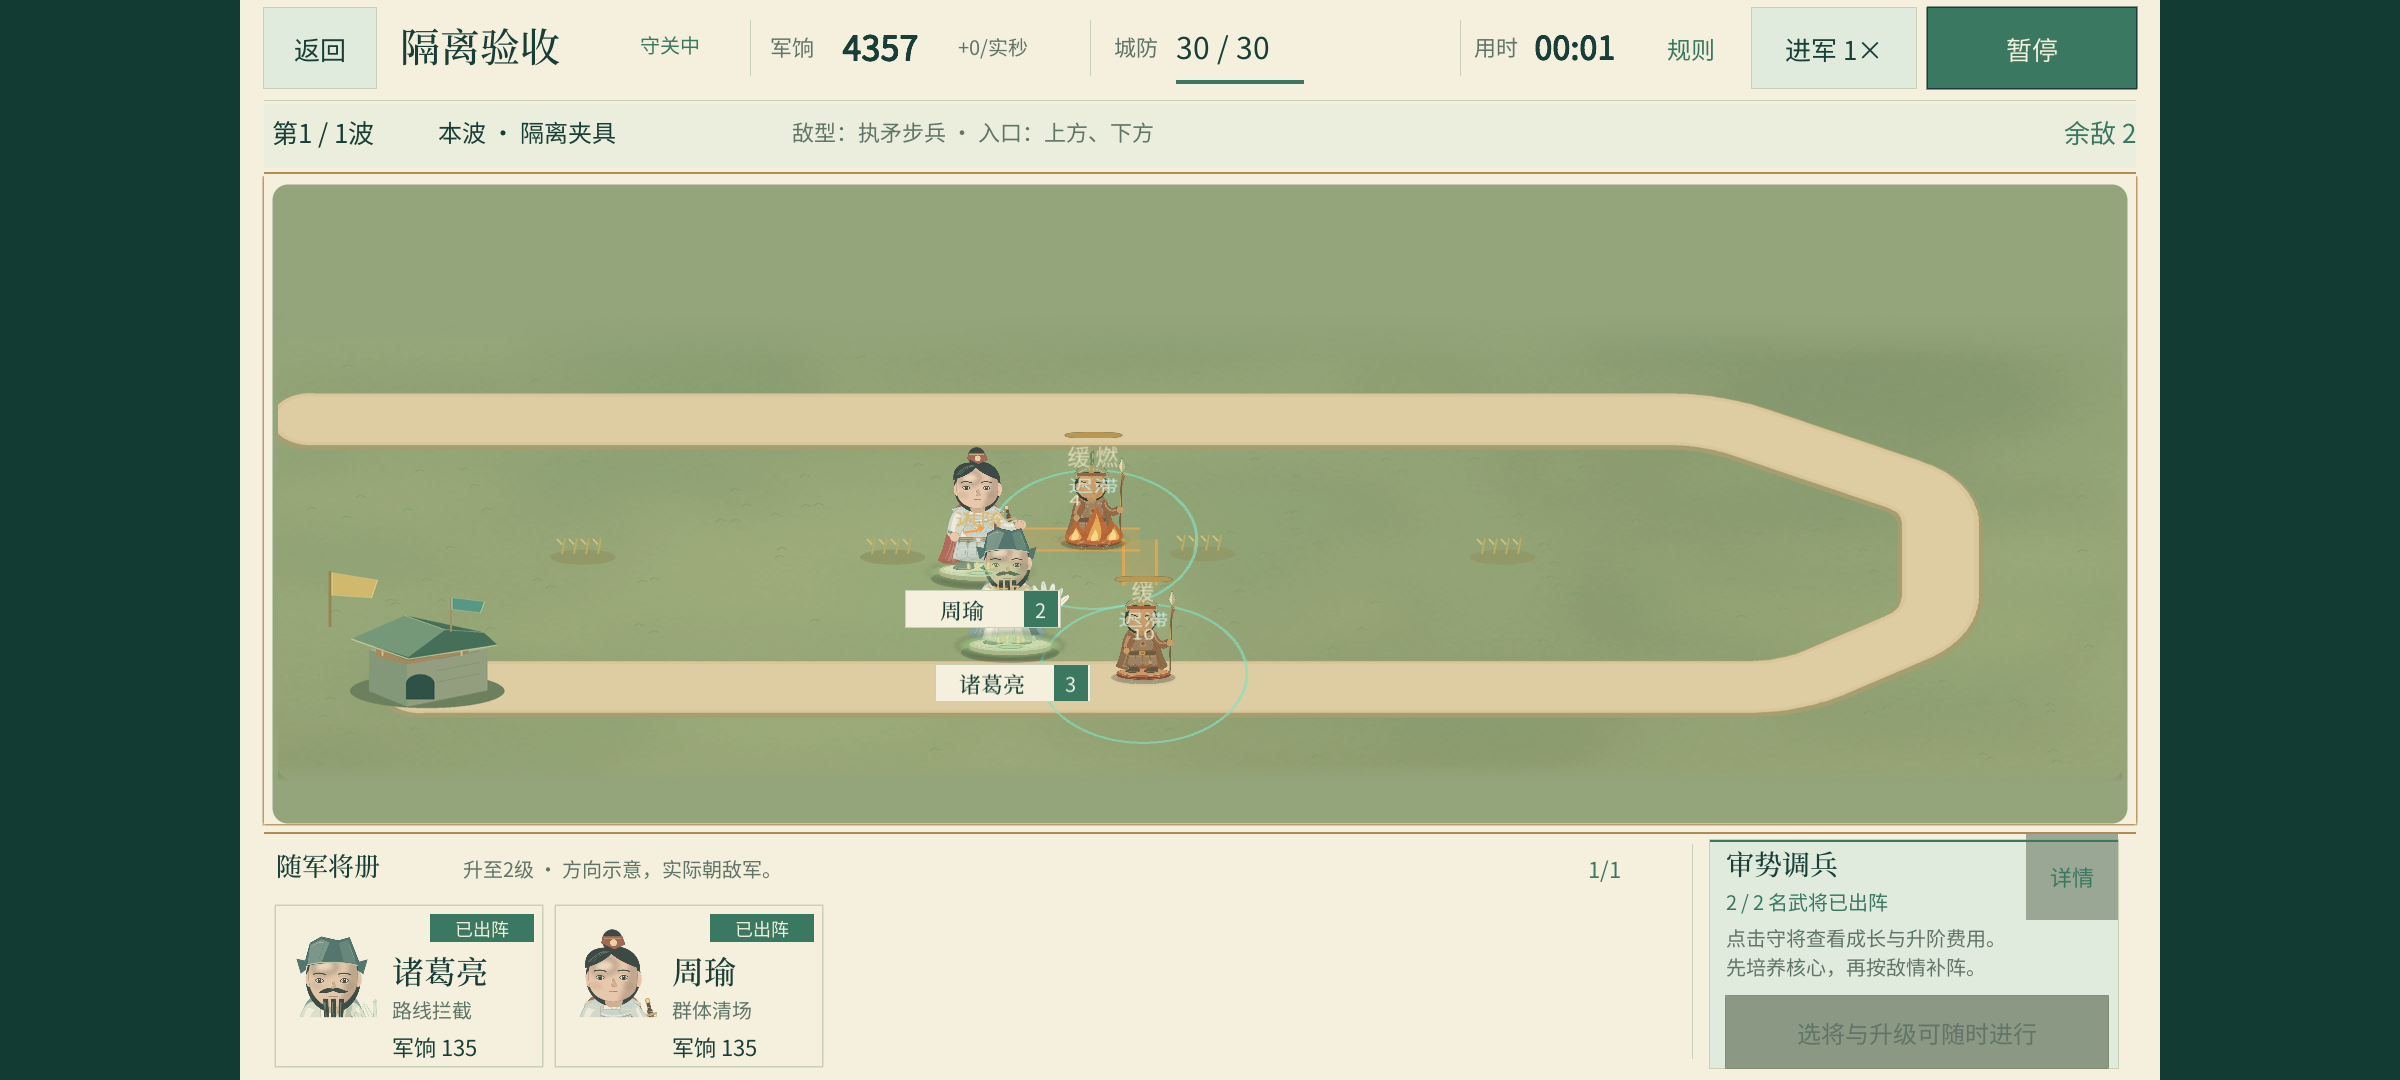 返回
隔离验收
守关中
军饷 4357 +0/实秒
城防 30 / 30
用时 00:01
规则
进军 1×
暂停
第1 / 1波
本波 · 隔离夹具
敌型：执矛步兵 · 入口：上方、下方
余敌 2
缓 燃
迟滞
4
缓
迟滞
10
周瑜 2
诸葛亮 3
随军将册
升至2级 · 方向示意，实际朝敌军。
1/1
已出阵
诸葛亮
路线拦截
军饷 135
已出阵
周瑜
群体清场
军饷 135
审势调兵
详情
2 / 2 名武将已出阵
点击守将查看成长与升阶费用。
先培养核心，再按敌情补阵。
选将与升级可随时进行